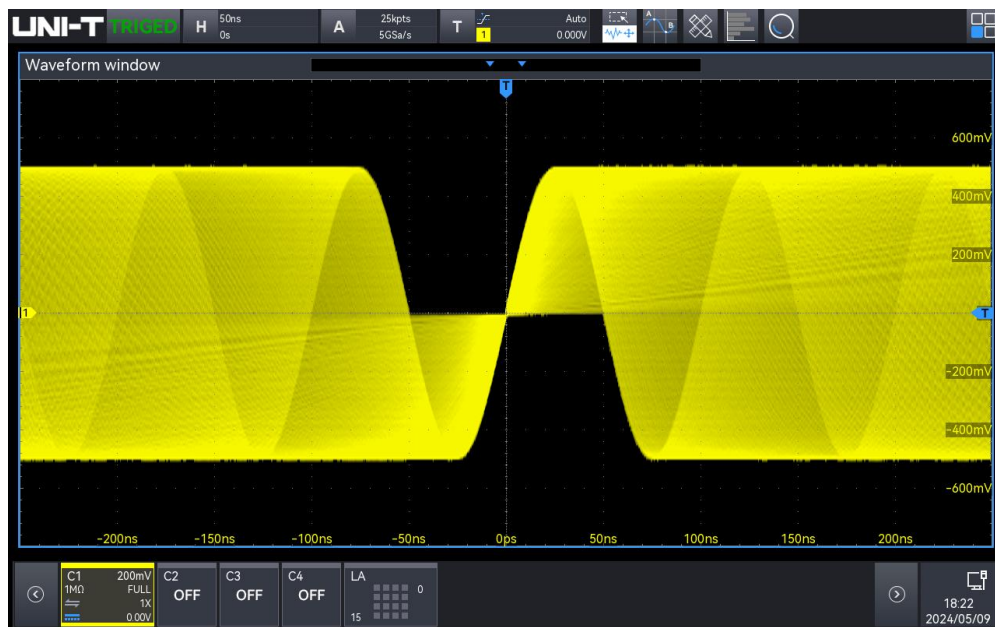 UNI-T TRIGED H 50ns 0s A 25kpts 5GSa/s T 1 Auto 0.000V A B
Waveform window
T
600mV
400mV
200mV
1 T
-200mV
-400mV
-600mV
-200ns -150ns -100ns -50ns 0ps 50ns 100ns 150ns 200ns
C1 200mV C2 C3 C4 LA
1MΩ FULL OFF OFF OFF 0
1X
0.00V 15
18:22
2024/05/09